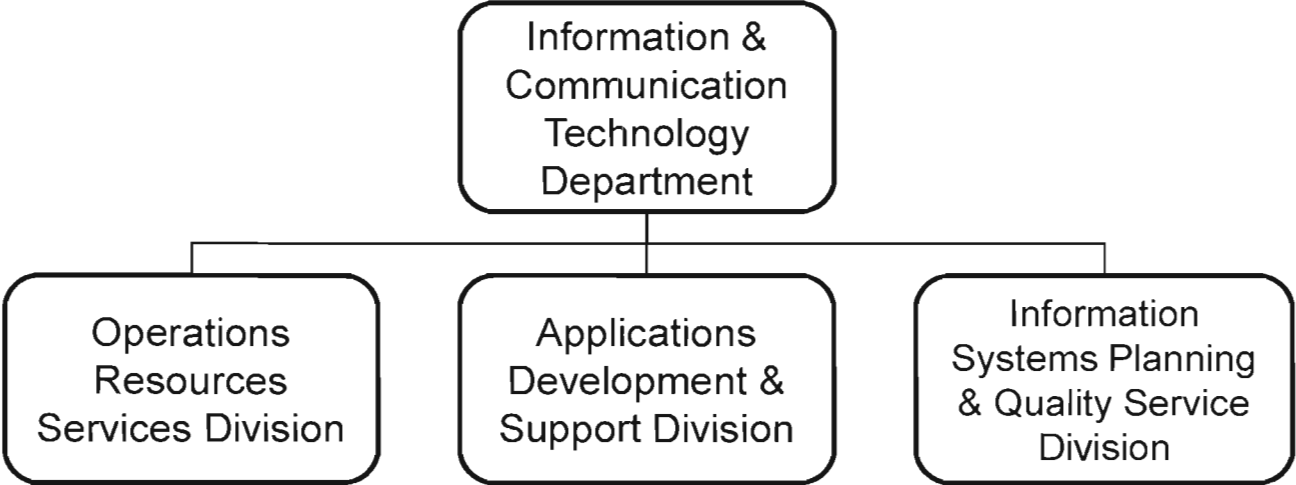 Information &
Communication
Technology
Department
Operations
Resources
Services Division
Applications
Development &
Support Division
Information
Systems Planning
& Quality Service
Division